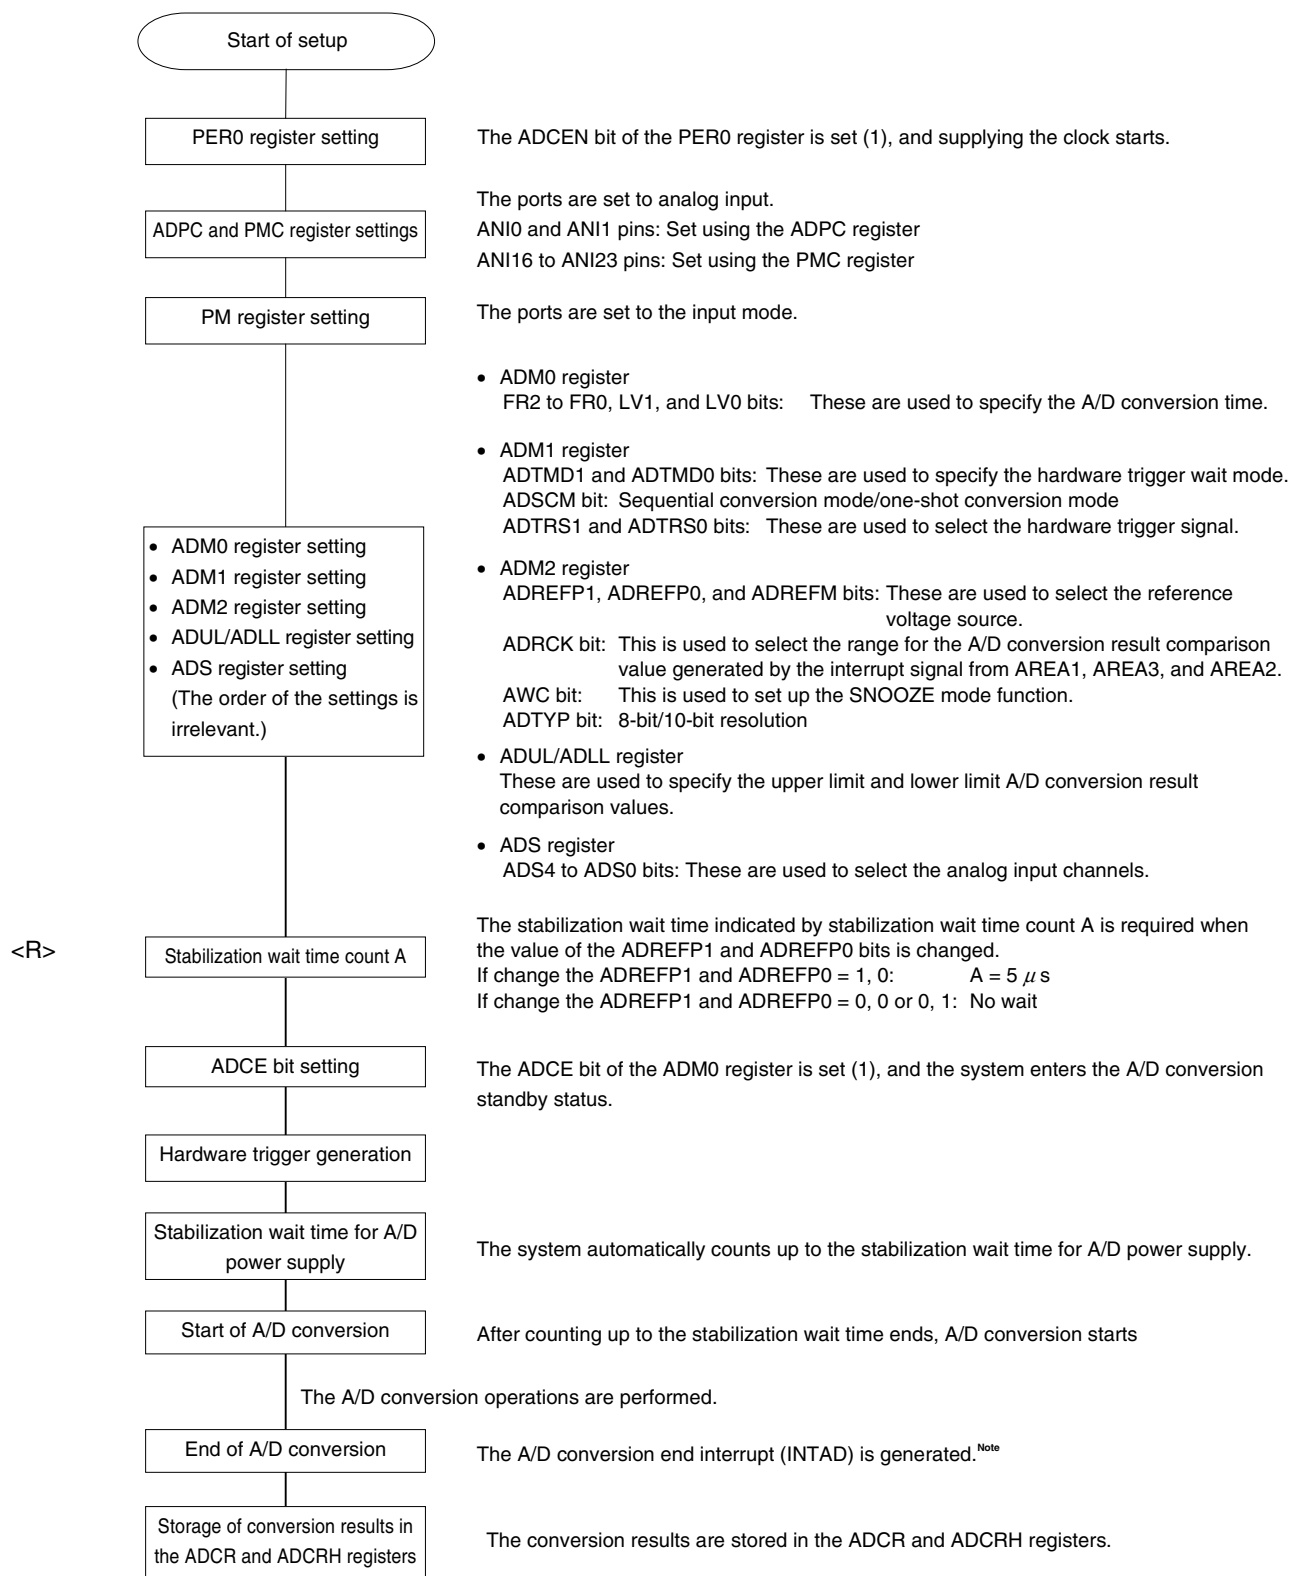 Start of setup
PER0 register setting
The ADCEN bit of the PER0 register is set (1), and supplying the clock starts.
ADPC and PMC register settings
The ports are set to analog input.
ANI0 and ANI1 pins: Set using the ADPC register
ANI16 to ANI23 pins: Set using the PMC register
PM register setting
The ports are set to the input mode.
• ADM0 register setting
• ADM1 register setting
• ADM2 register setting
• ADUL/ADLL register setting
• ADS register setting
(The order of the settings is
irrelevant.)
• ADM0 register
FR2 to FR0, LV1, and LV0 bits: These are used to specify the A/D conversion time.
• ADM1 register
ADTMD1 and ADTMD0 bits: These are used to specify the hardware trigger wait mode.
ADSCM bit: Sequential conversion mode/one-shot conversion mode
ADTRS1 and ADTRS0 bits: These are used to select the hardware trigger signal.
• ADM2 register
ADREFP1, ADREFP0, and ADREFM bits: These are used to select the reference
voltage source.
ADRCK bit: This is used to select the range for the A/D conversion result comparison
value generated by the interrupt signal from AREA1, AREA3, and AREA2.
AWC bit: This is used to set up the SNOOZE mode function.
ADTYP bit: 8-bit/10-bit resolution
• ADUL/ADLL register
These are used to specify the upper limit and lower limit A/D conversion result
comparison values.
• ADS register
ADS4 to ADS0 bits: These are used to select the analog input channels.
<R>
Stabilization wait time count A
The stabilization wait time indicated by stabilization wait time count A is required when
the value of the ADREFP1 and ADREFP0 bits is changed.
If change the ADREFP1 and ADREFP0 = 1, 0: A = 5 μ s
If change the ADREFP1 and ADREFP0 = 0, 0 or 0, 1: No wait
ADCE bit setting
The ADCE bit of the ADM0 register is set (1), and the system enters the A/D conversion
standby status.
Hardware trigger generation
Stabilization wait time for A/D
power supply
The system automatically counts up to the stabilization wait time for A/D power supply.
Start of A/D conversion
After counting up to the stabilization wait time ends, A/D conversion starts
The A/D conversion operations are performed.
End of A/D conversion
The A/D conversion end interrupt (INTAD) is generated.Note
Storage of conversion results in
the ADCR and ADCRH registers
The conversion results are stored in the ADCR and ADCRH registers.